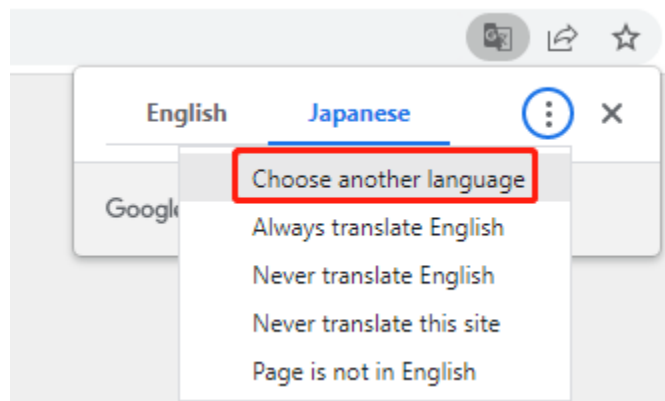 English Japanese
Choose another language
Google
Always translate English
Never translate English
Never translate this site
Page is not in English